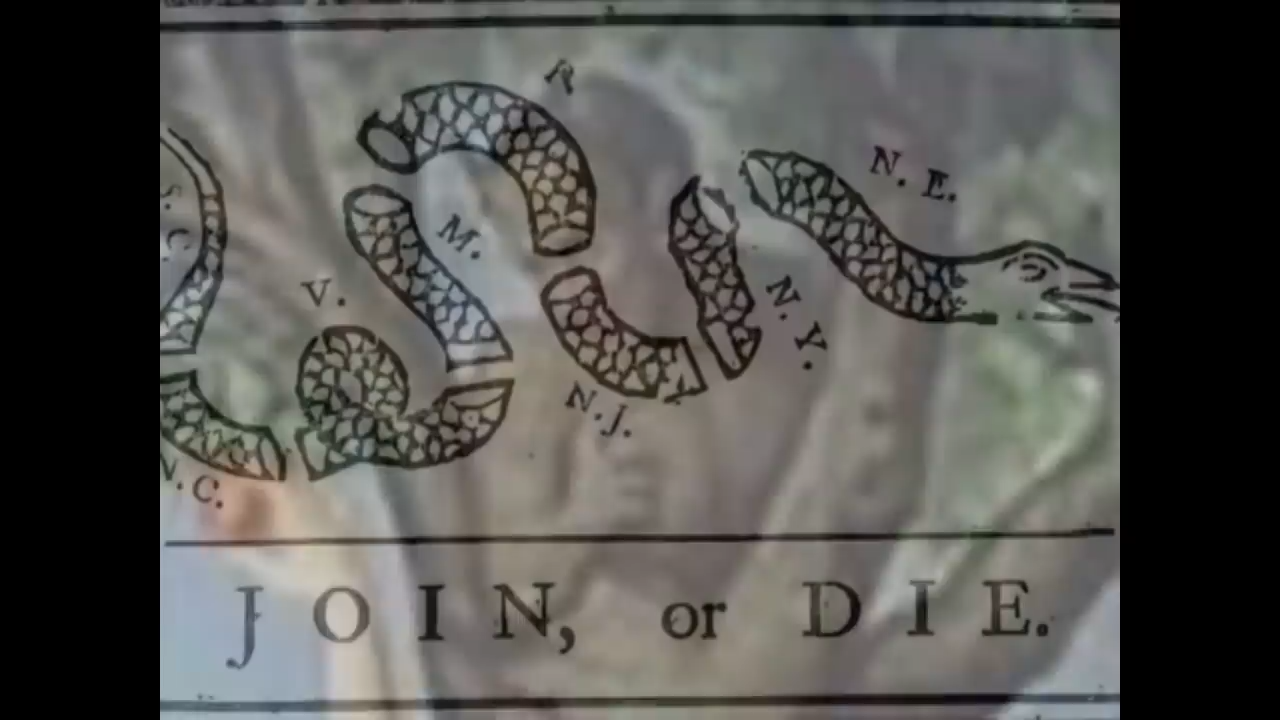 R
N. E.
S. C.
M.
V.
N. Y.
N. J.
N. C.
JOIN, or DIE.